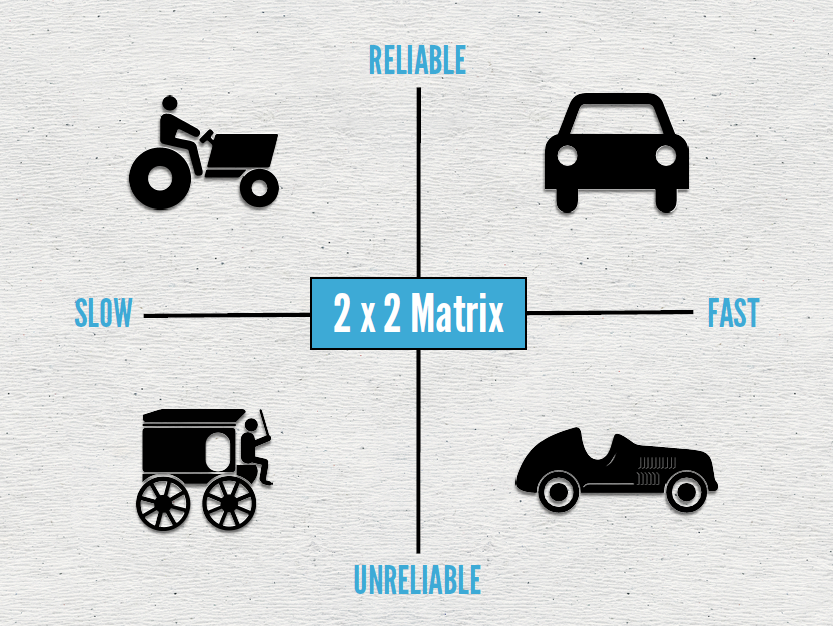 RELIABLE
SLOW
2 x 2 Matrix
FAST
UNRELIABLE